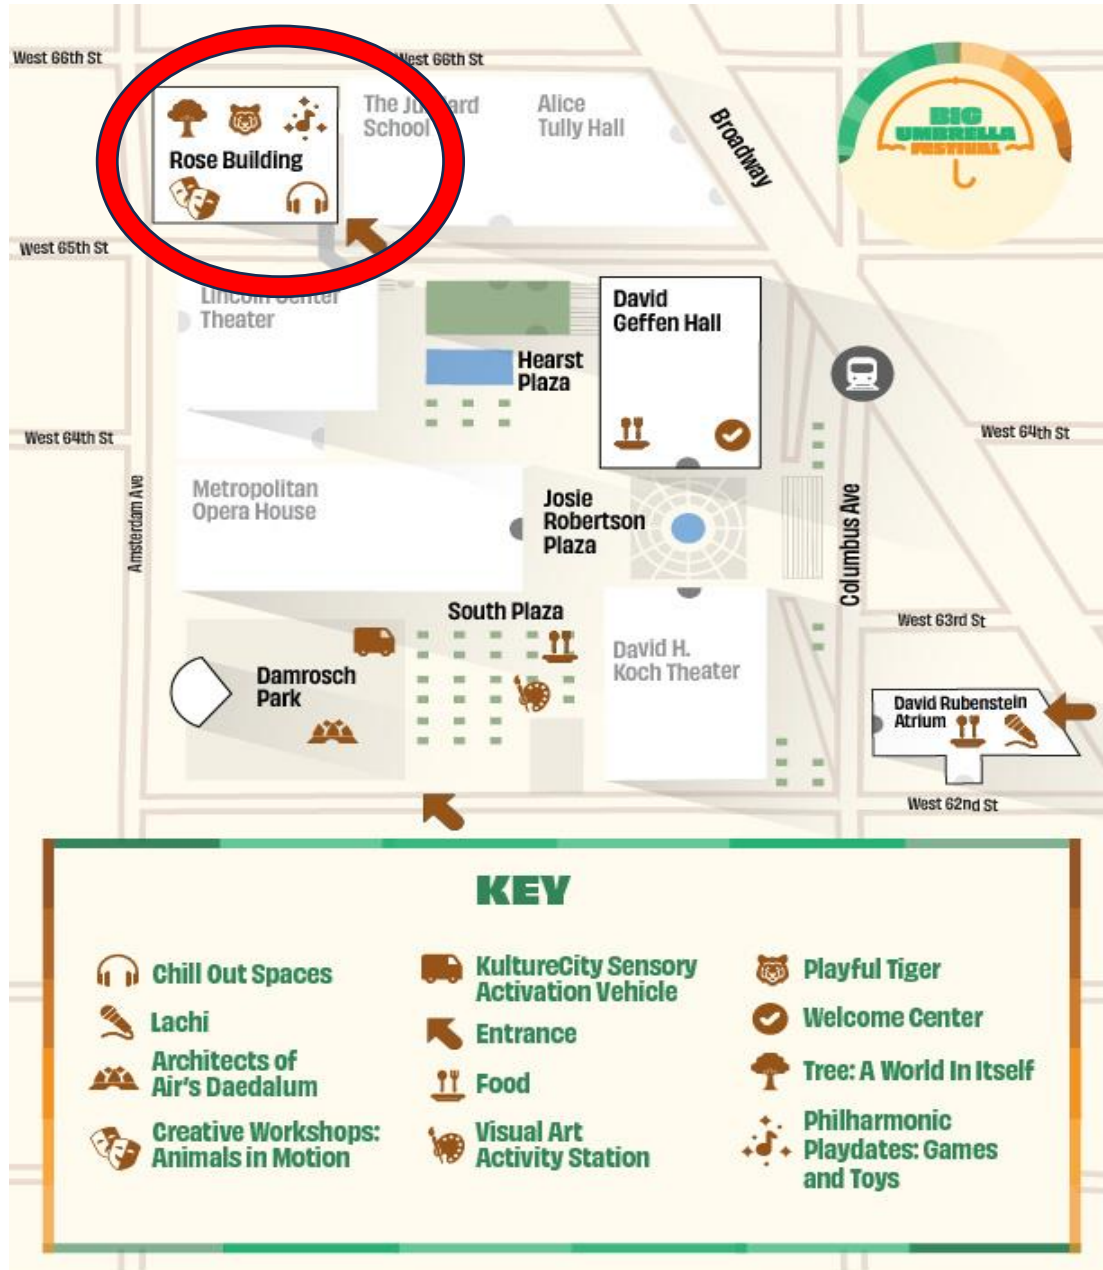 West 66th St
West 66th St
The Juilliard
School
Alice
Tully Hall
Broadway
BIG
UMBRELLA
FESTIVAL
Rose Building
West 65th St
Lincoln Center
Theater
David
Geffen Hall
Hearst
Plaza
West 64th St
West 64th St
Metropolitan
Opera House
Amsterdam Ave
Josie
Robertson
Plaza
Columbus Ave
South Plaza
West 63rd St
David H.
Koch Theater
Damrosch
Park
David Rubenstein
Atrium
West 62nd St
KEY
Chill Out Spaces
Lachi
Architects of
Air's Daedalum
Creative Workshops:
Animals in Motion
KultureCity Sensory
Activation Vehicle
Entrance
Food
Visual Art
Activity Station
Playful Tiger
Welcome Center
Tree: A World In Itself
Philharmonic
Playdates: Games
and Toys